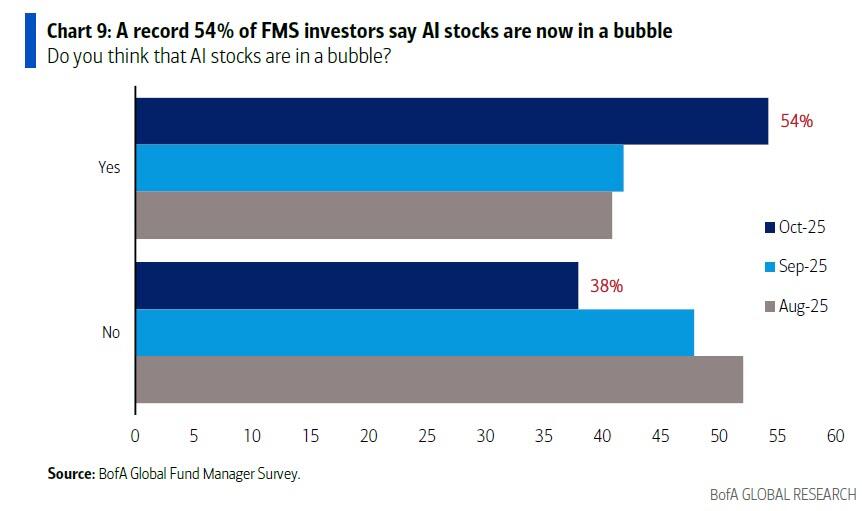 Chart 9: A record 54% of FMS investors say AI stocks are now in a bubble
Do you think that AI stocks are in a bubble?
54%
Yes
Oct-25
Sep-25
38%
Aug-25
No
0 5 10 15 20 25 30 35 40 45 50 55 60
Source: BofA Global Fund Manager Survey.
BofA GLOBAL RESEARCH